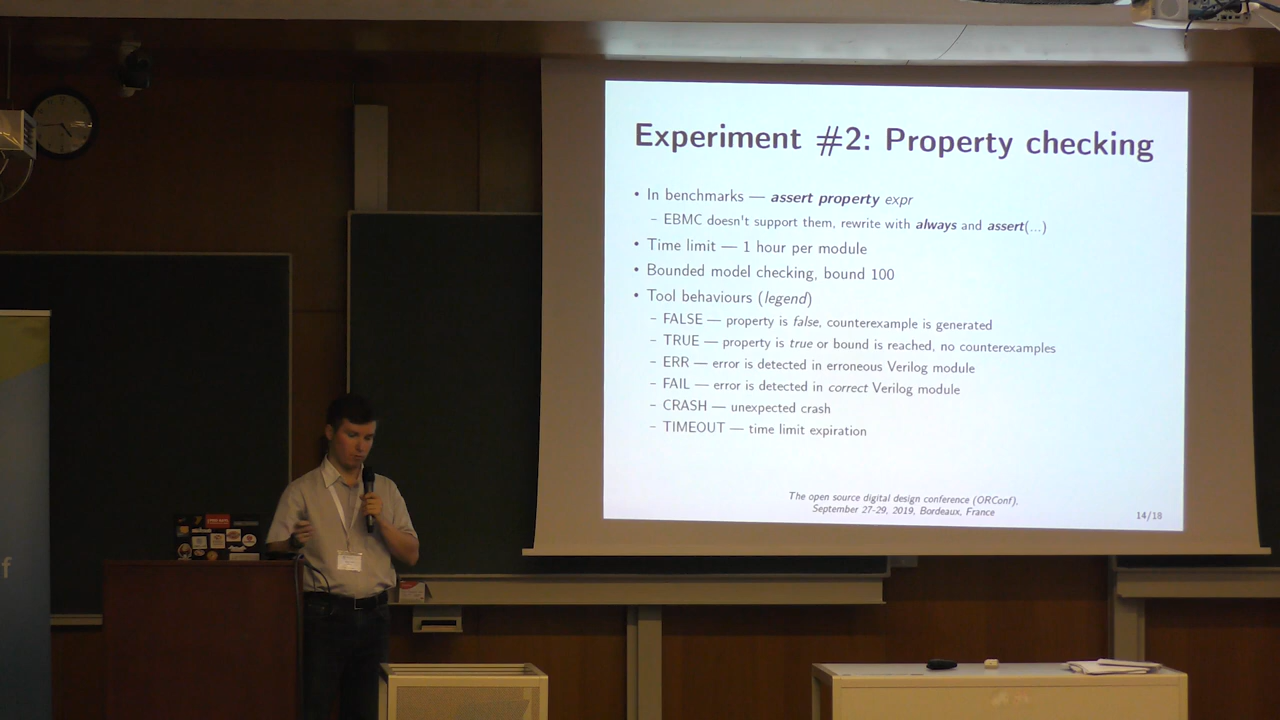 Experiment #2: Property checking
• In benchmarks — assert property expr
– EBMC doesn't support them, rewrite with always and assert(...)
• Time limit — 1 hour per module
• Bounded model checking, bound 100
• Tool behaviours (legend)
– FALSE — property is false, counterexample is generated
– TRUE — property is true or bound is reached, no counterexamples
– ERR — error is detected in erroneous Verilog module
– FAIL — error is detected in correct Verilog module
– CRASH — unexpected crash
– TIMEOUT — time limit expiration
The open source digital design conference (ORConf),
September 27-29, 2019, Bordeaux, France
14/18
f